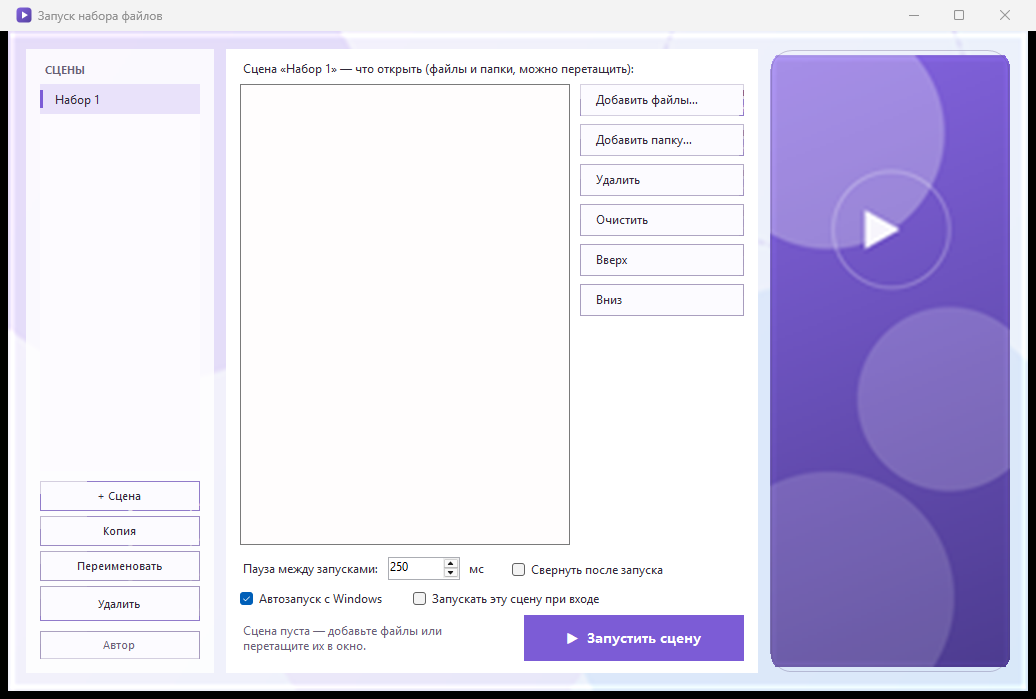 Запуск набора файлов
СЦЕНЫ
Набор 1
+ Сцена
Копия
Переименовать
Удалить
Автор
Сцена «Набор 1» — что открыть (файлы и папки, можно перетащить):
Добавить файлы...
Добавить папку...
Удалить
Очистить
Вверх
Вниз
Пауза между запусками: 250 мс Свернуть после запуска
Автозапуск с Windows Запускать эту сцену при входе
Сцена пуста — добавьте файлы или
перетащите их в окно.
Запустить сцену